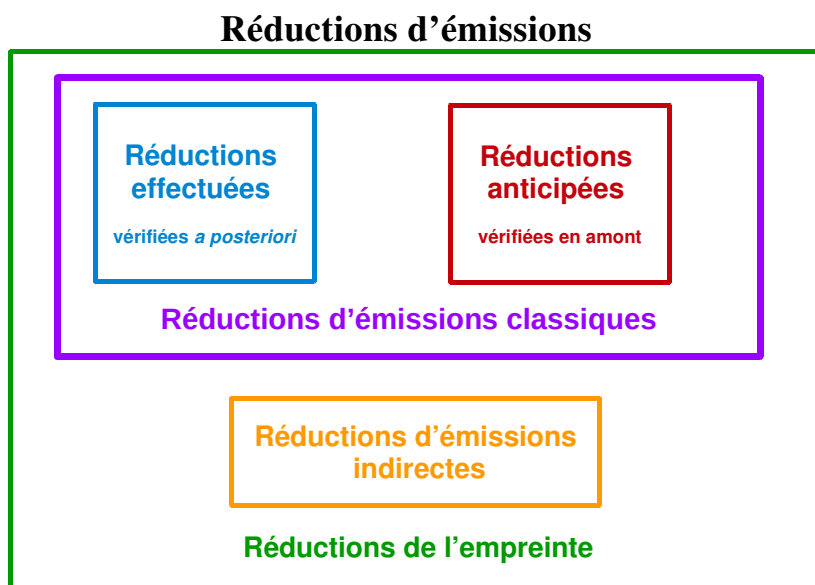 Réductions d’émissions
Réductions
effectuées
vérifiées a posteriori
Réductions
anticipées
vérifiées en amont
Réductions d’émissions classiques
Réductions d’émissions
indirectes
Réductions de l’empreinte